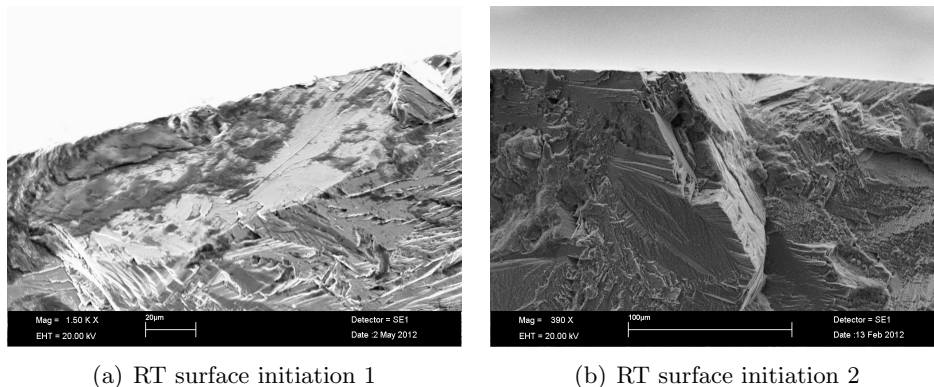 Mag = 1.50 K X
20µm
Detector = SE1
EHT = 20.00 kV
Date :2 May 2012
Mag = 390 X
100µm
Detector = SE1
EHT = 20.00 kV
Date :13 Feb 2012
(a) RT surface initiation 1
(b) RT surface initiation 2